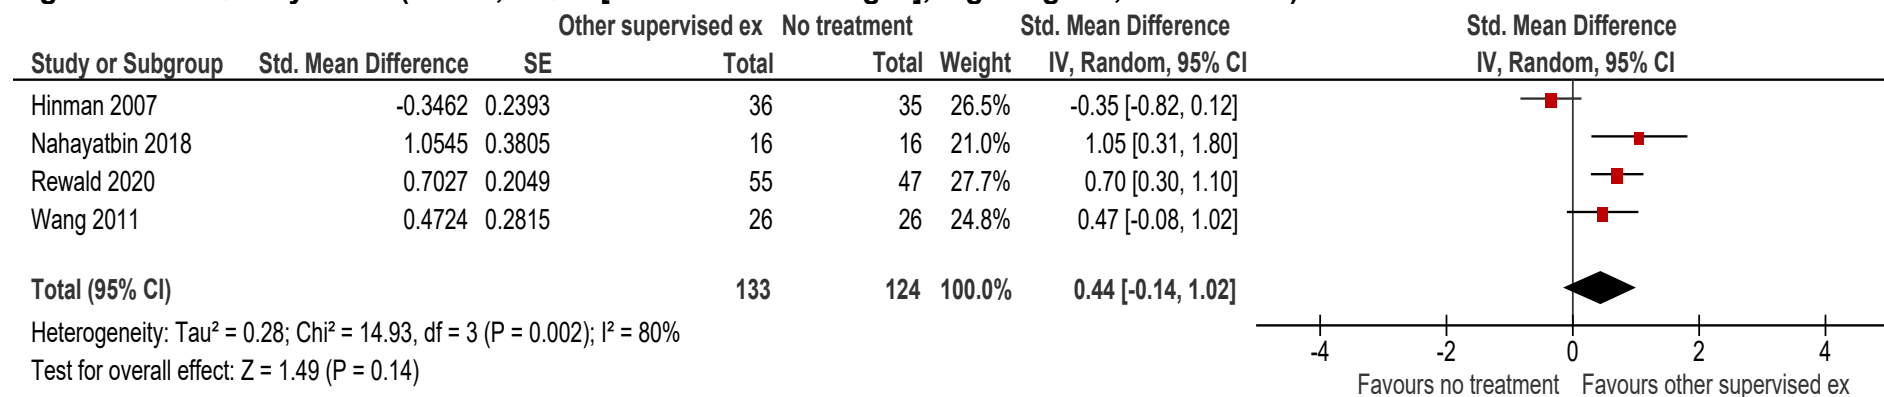 Other supervised ex No treatment Std. Mean Difference Std. Mean Difference
Study or Subgroup Std. Mean Difference SE Total Total Weight IV, Random, 95% CI IV, Random, 95% CI
Hinman 2007 -0.3462 0.2393 36 35 26.5% -0.35 [-0.82, 0.12]
Nahayatbin 2018 1.0545 0.3805 16 16 21.0% 1.05 [0.31, 1.80]
Rewald 2020 0.7027 0.2049 55 47 27.7% 0.70 [0.30, 1.10]
Wang 2011 0.4724 0.2815 26 26 24.8% 0.47 [-0.08, 1.02]
Total (95% CI) 133 124 100.0% 0.44 [-0.14, 1.02]
Heterogeneity: Tau² = 0.28; Chi² = 14.93, df = 3 (P = 0.002); I² = 80%
Test for overall effect: Z = 1.49 (P = 0.14)
-4 -2 0 2 4
Favours no treatment Favours other supervised ex